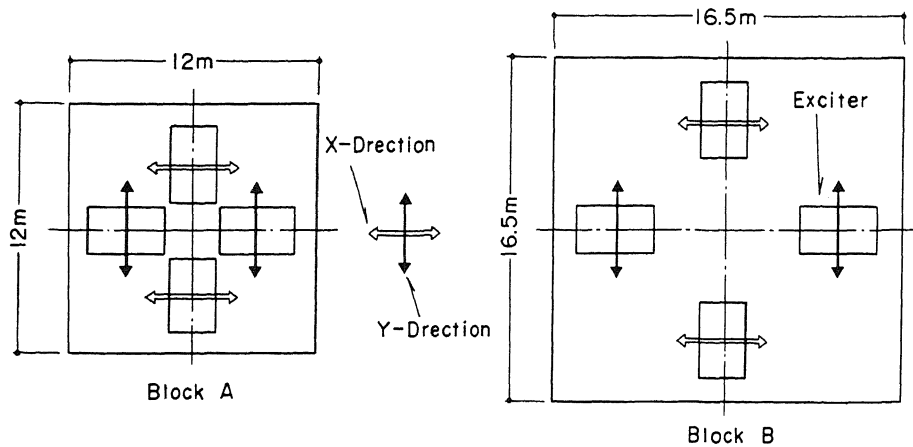 12m
12m
Block A
X-Drection
Y-Drection
16.5m
16.5m
Exciter
Block B